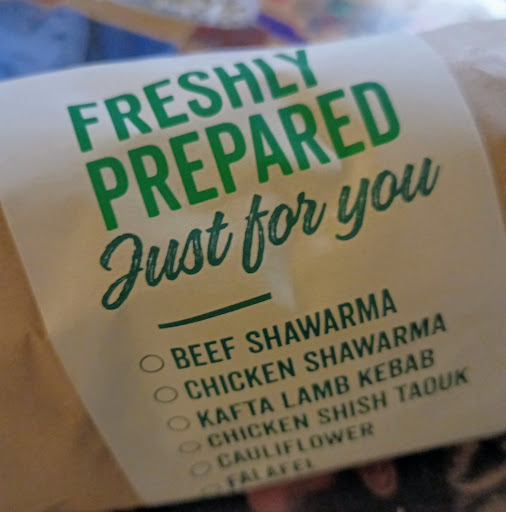 FRESHLY
PREPARED
Just for you
BEEF SHAWARMA
CHICKEN SHAWARMA
KAFTA LAMB KEBAB
CHICKEN SHISH TAOUK
CAULIFLOWER
FALAFEL